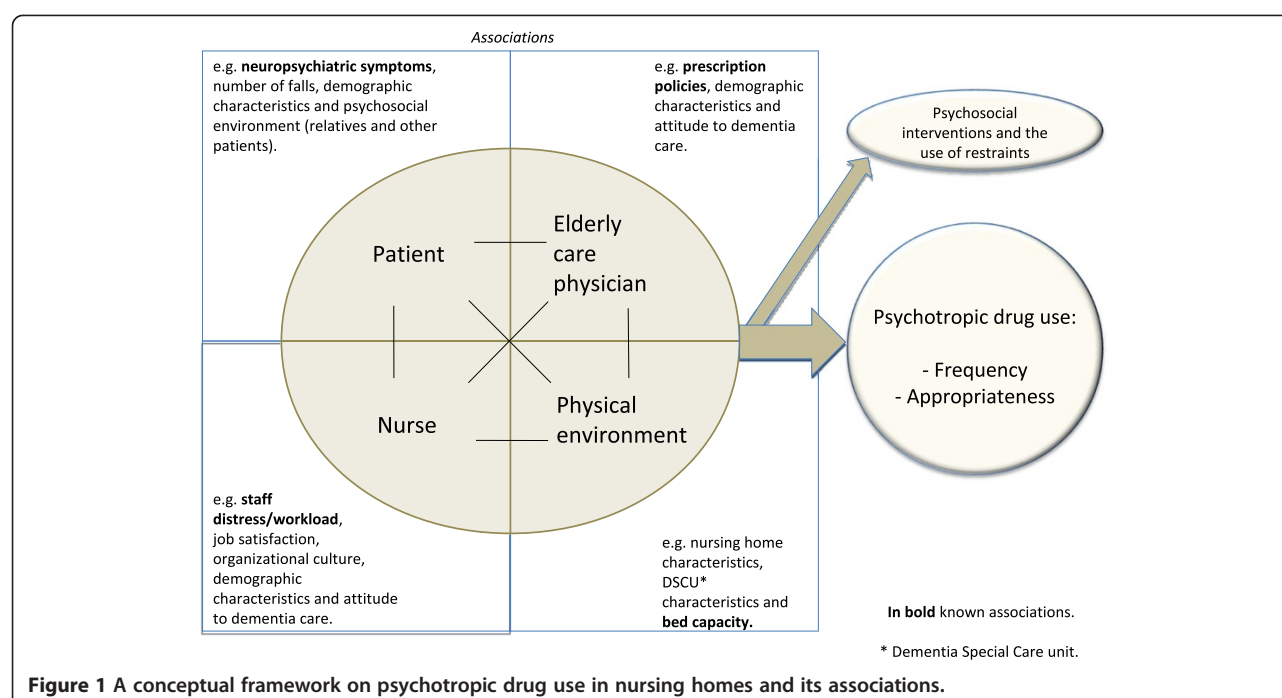 Associations
e.g. neuropsychiatric symptoms,
number of falls, demographic
characteristics and psychosocial
environment (relatives and other
patients).
e.g. prescription
policies, demographic
characteristics and
attitude to dementia
care.
Psychosocial
interventions and the
use of restraints
Patient
Elderly
care
physician
Psychotropic drug use:
- Frequency
- Appropriateness
Nurse
Physical
environment
e.g. staff
distress/workload,
job satisfaction,
organizational culture,
demographic
characteristics and attitude
to dementia care.
e.g. nursing home
characteristics,
DSCU*
characteristics and
bed capacity.
In bold known associations.
* Dementia Special Care unit.
Figure 1 A conceptual framework on psychotropic drug use in nursing homes and its associations.